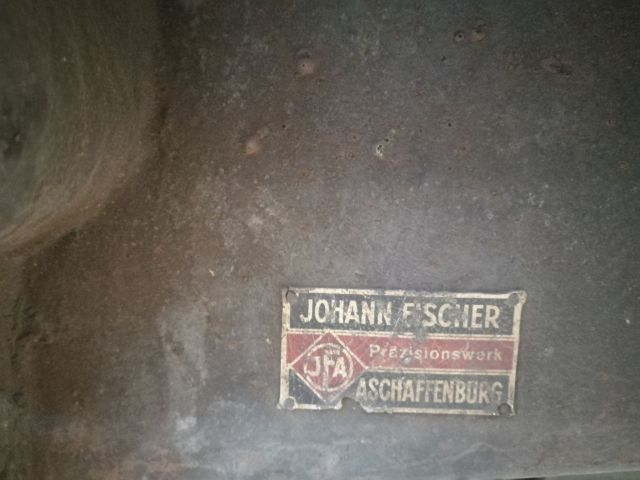 JOHANN FISCHER
Präzisionswerk
JFA
ASCHAFFENBURG